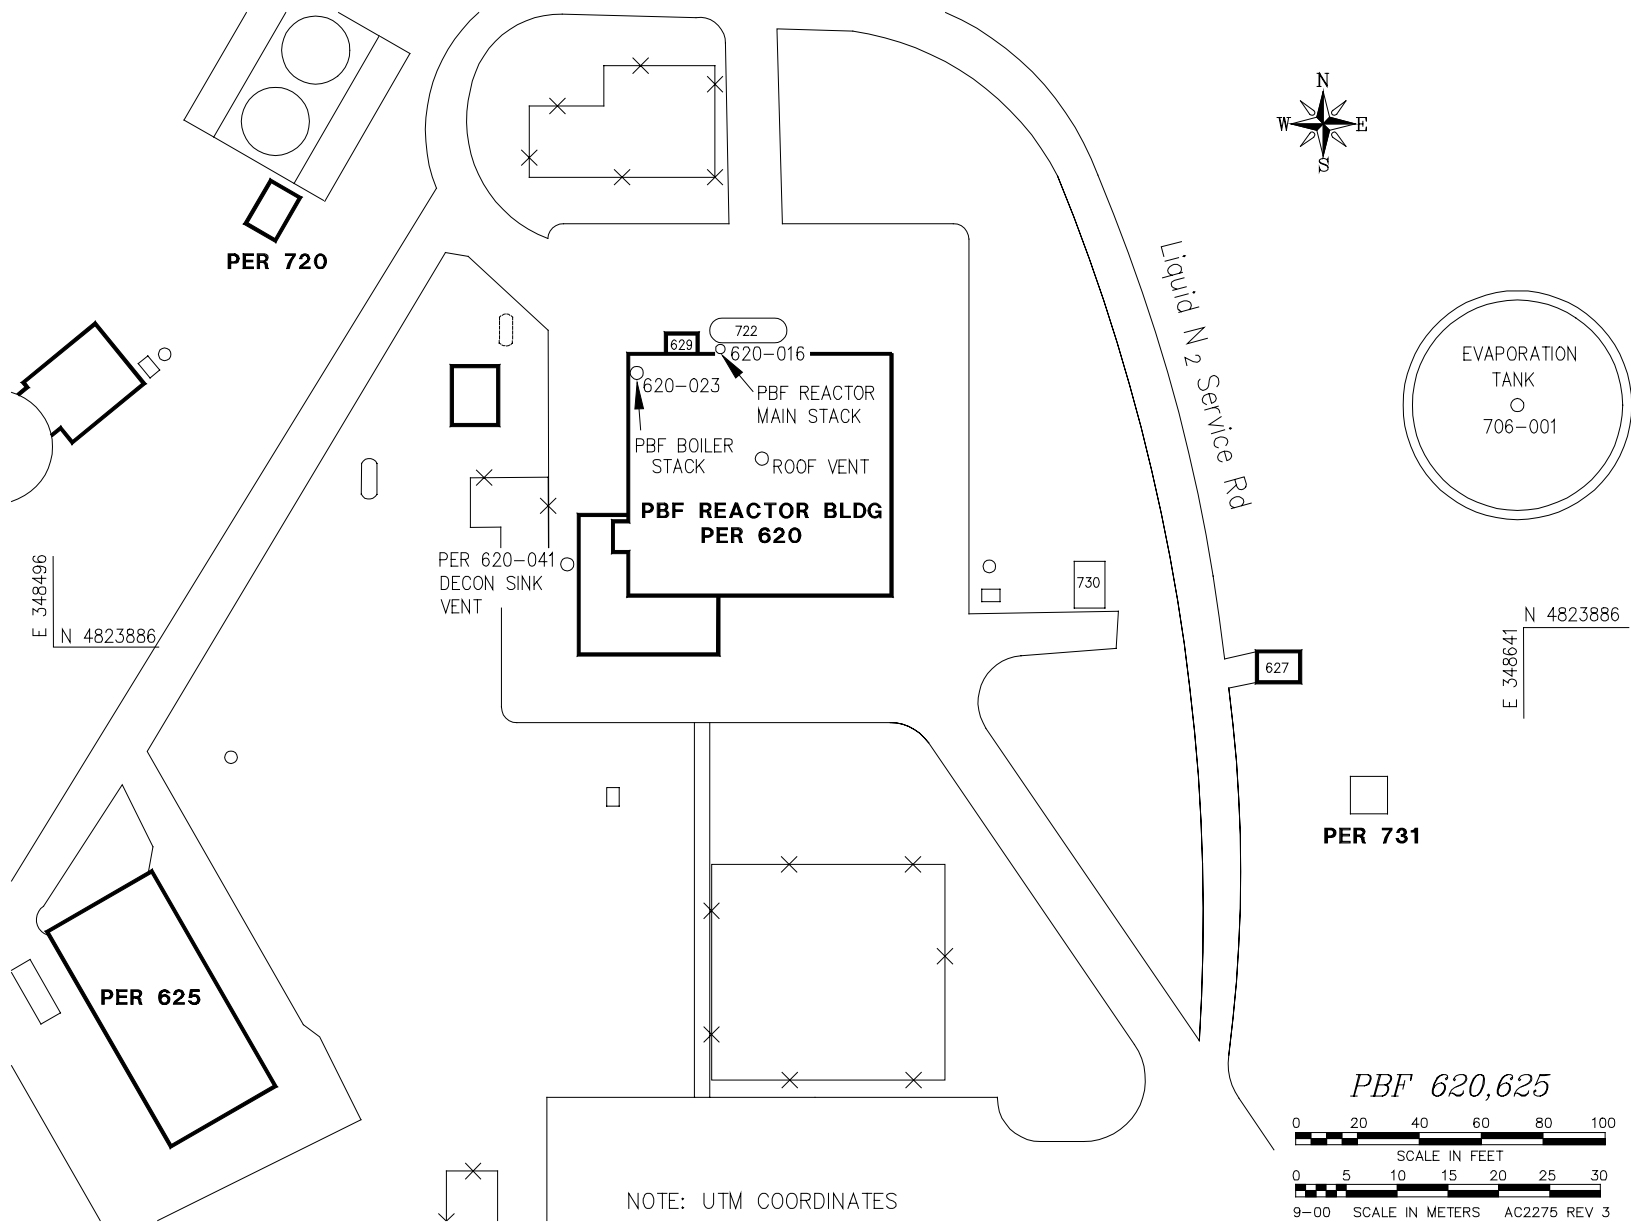 N
W E
S
PER 720
Liquid N 2 Service Rd
722
629
620-016
620-023
PBF REACTOR
MAIN STACK
PBF BOILER
STACK
ROOF VENT
PBF REACTOR BLDG
PER 620
EVAPORATION
TANK
706-001
PER 620-041
DECON SINK
VENT
730
E 348496
N 4823886
N 4823886
E 348641
627
PER 731
PER 625
PBF 620,625
0 20 40 60 80 100
SCALE IN FEET
0 5 10 15 20 25 30
9-00 SCALE IN METERS AC2275 REV 3
NOTE: UTM COORDINATES